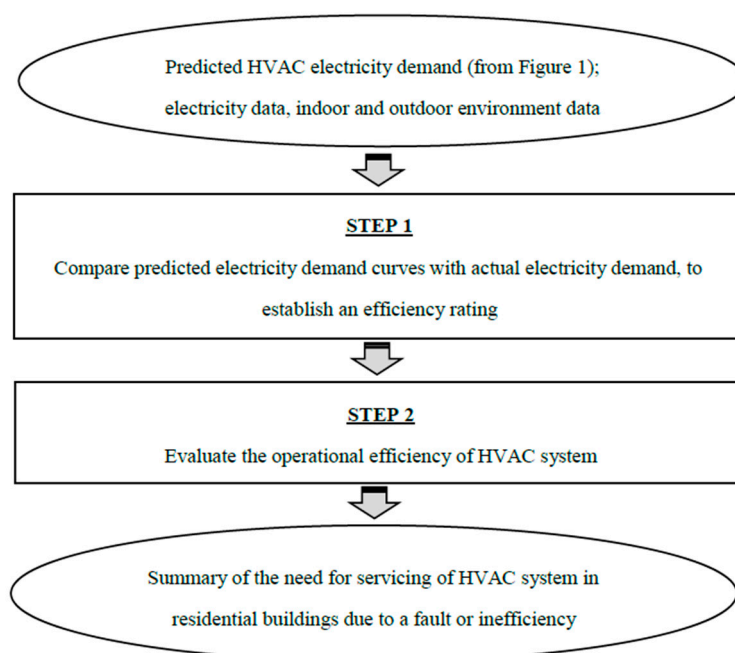 Predicted HVAC electricity demand (from Figure 1);
electricity data, indoor and outdoor environment data
STEP 1
Compare predicted electricity demand curves with actual electricity demand, to
establish an efficiency rating
STEP 2
Evaluate the operational efficiency of HVAC system
Summary of the need for servicing of HVAC system in
residential buildings due to a fault or inefficiency